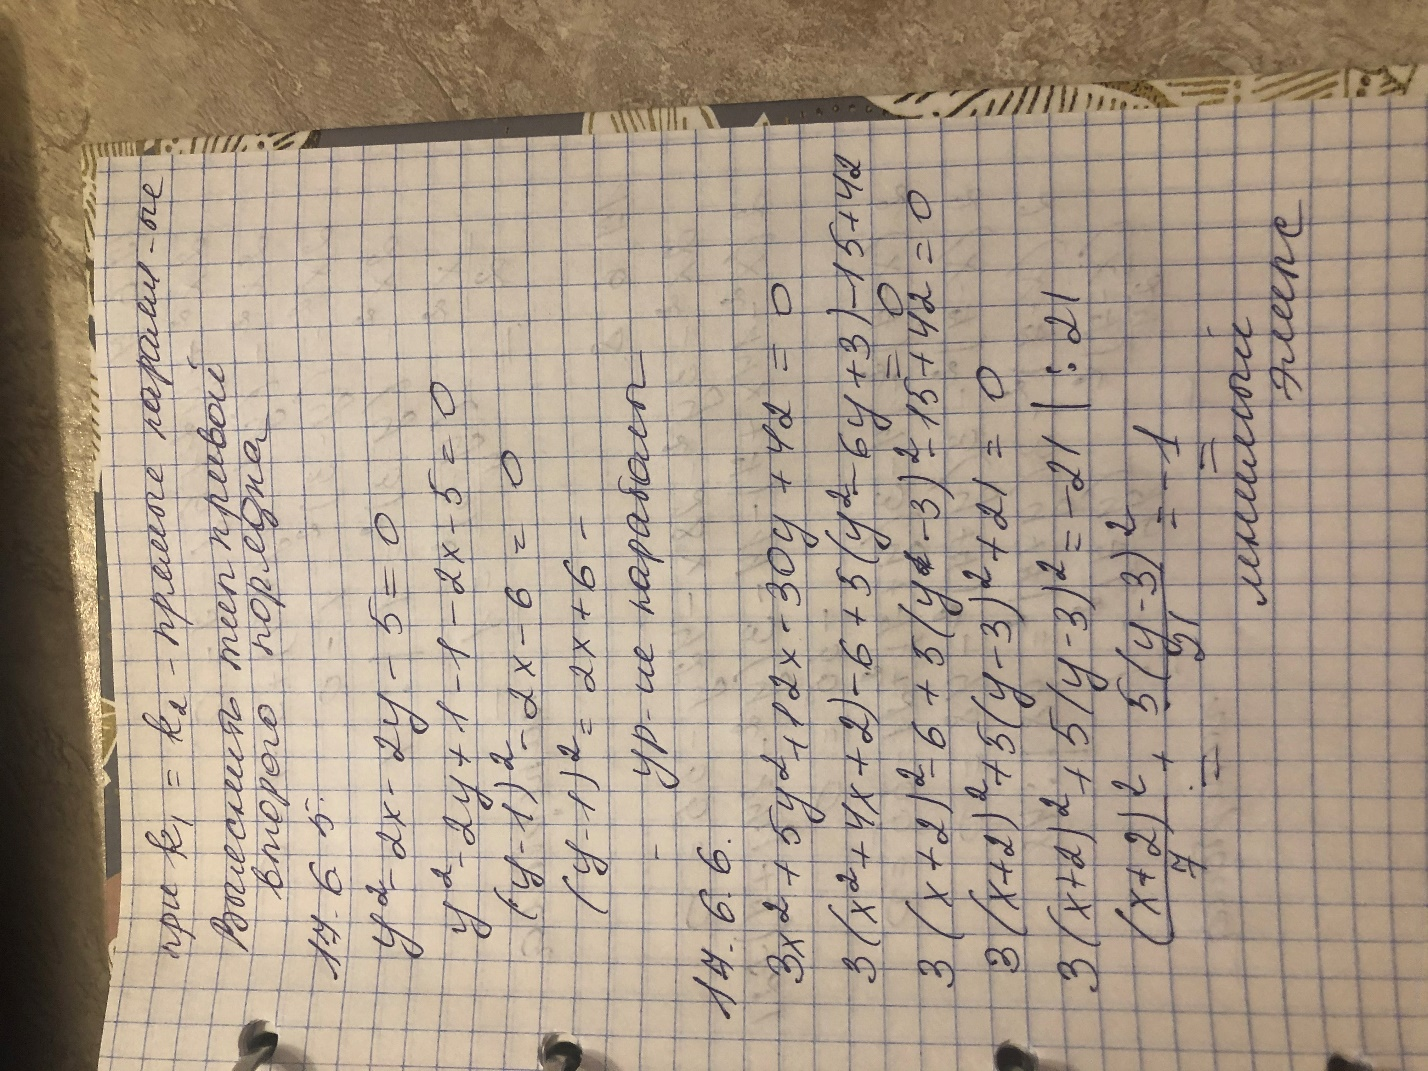 при k₁ = k₂ - прямые парал-ые
Выяснить тип кривой
второго порядка
14.6.5.
y² - 2x - 2y - 5 = 0
y² - 2y + 1 - 1 - 2x - 5 = 0
(y - 1)² - 2x - 6 = 0
(y - 1)² = 2x + 6 -
- ур-ие параболы
14.6.6.
3x² + 5y² + 12x - 30y + 42 = 0
3(x² + 4x + 2) - 6 + 5(y² - 6y + 3) - 15 + 42
= 0
3(x + 2)² - 6 + 5(y - 3)² - 15 + 42 = 0
3(x + 2)² + 5(y - 3)² + 21 = 0
3(x + 2)² + 5(y - 3)² = -21 | : 21
(x + 2)²/7 + 5(y - 3)²/21 = -1
мнимый
эллипс